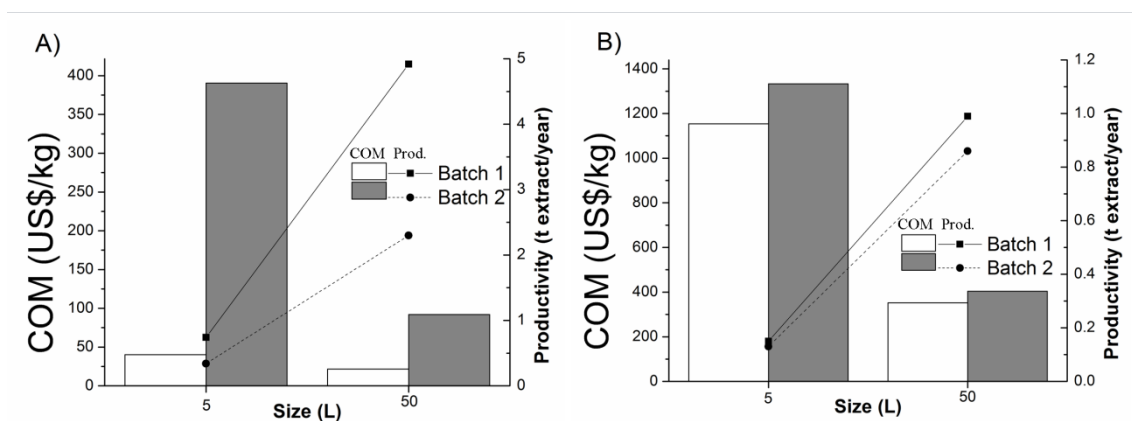 A)
COM (US$/kg)
400
350
300
250
200
150
100
50
0
5
4
3
2
1
0
Productivity (t extract/year)
COM Prod.
Batch 1
Batch 2
5
50
Size (L)
B)
COM (US$/kg)
1400
1200
1000
800
600
400
200
0
1.2
1.0
0.8
0.6
0.4
0.2
0.0
Productivity (t extract/year)
COM Prod.
Batch 1
Batch 2
5
50
Size (L)